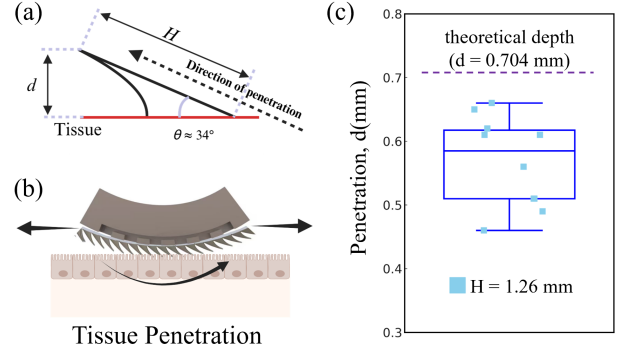 (a)
H
d
Direction of penetration
θ ≈ 34°
Tissue
(b)
Tissue Penetration
(c)
theoretical depth
(d = 0.704 mm)
Penetration, d(mm)
0.8
0.7
0.6
0.5
0.4
0.3
H = 1.26 mm